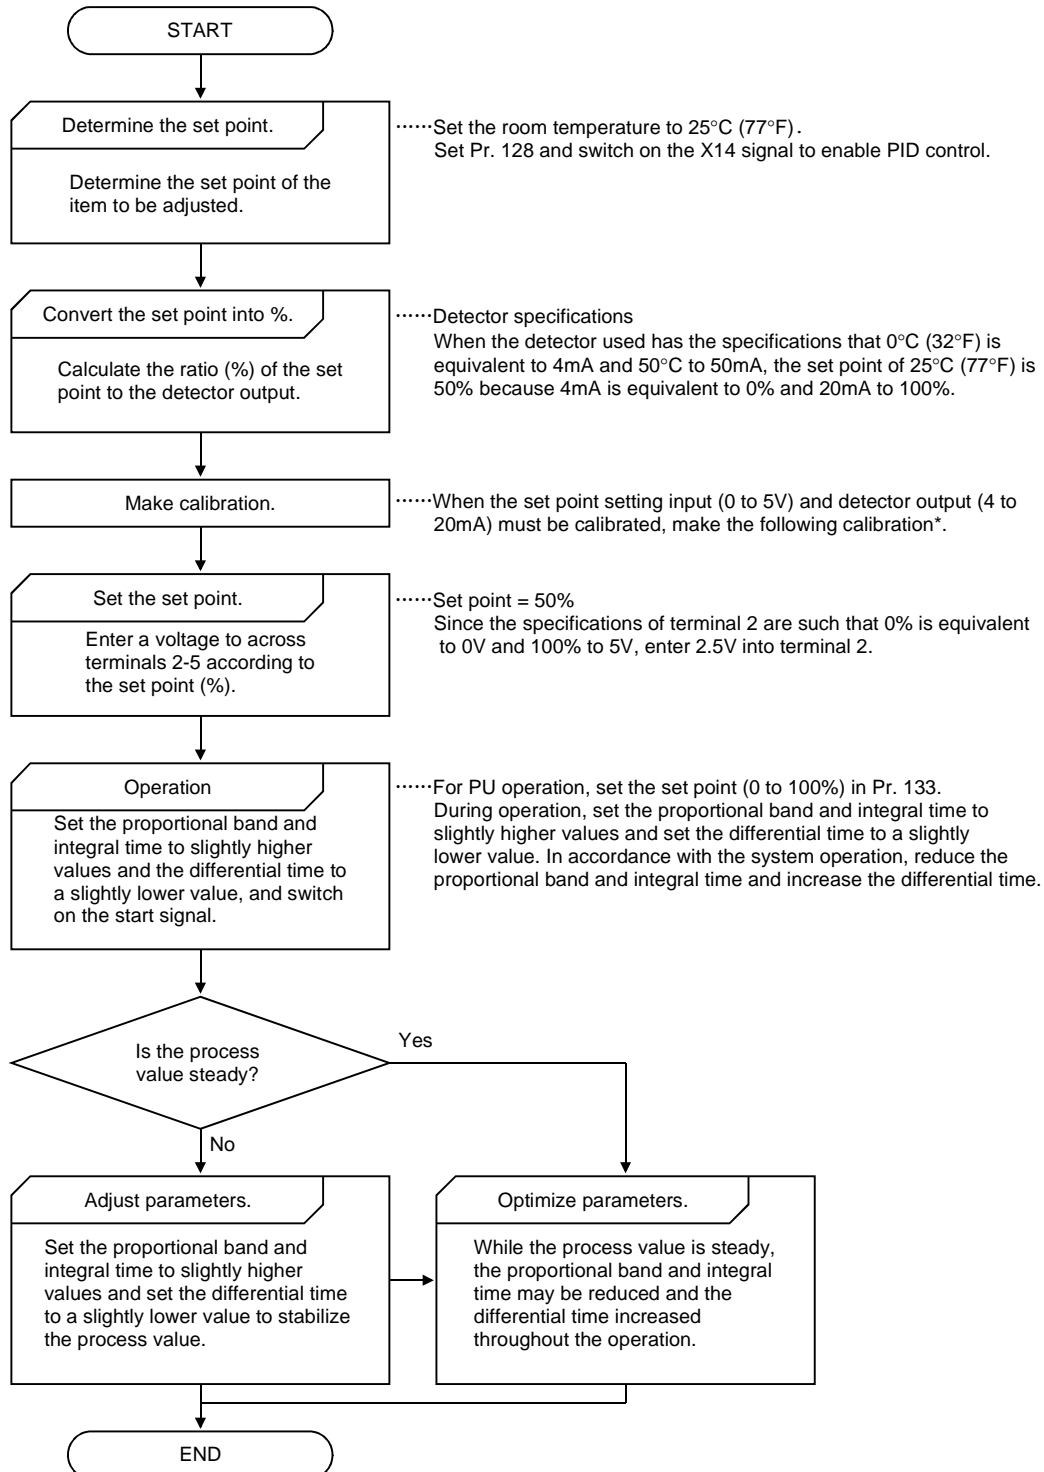 START
Determine the set point.
Determine the set point of the
item to be adjusted.
······Set the room temperature to 25°C (77°F).
Set Pr. 128 and switch on the X14 signal to enable PID control.
Convert the set point into %.
Calculate the ratio (%) of the set
point to the detector output.
······Detector specifications
When the detector used has the specifications that 0°C (32°F) is
equivalent to 4mA and 50°C to 50mA, the set point of 25°C (77°F) is
50% because 4mA is equivalent to 0% and 20mA to 100%.
Make calibration.
······When the set point setting input (0 to 5V) and detector output (4 to
20mA) must be calibrated, make the following calibration*.
Set the set point.
Enter a voltage to across
terminals 2-5 according to
the set point (%).
······Set point = 50%
Since the specifications of terminal 2 are such that 0% is equivalent
to 0V and 100% to 5V, enter 2.5V into terminal 2.
Operation
Set the proportional band and
integral time to slightly higher
values and the differential time to
a slightly lower value, and switch
on the start signal.
······For PU operation, set the set point (0 to 100%) in Pr. 133.
During operation, set the proportional band and integral time to
slightly higher values and set the differential time to a slightly
lower value. In accordance with the system operation, reduce the
proportional band and integral time and increase the differential time.
Is the process
value steady?
Yes
No
Adjust parameters.
Set the proportional band and
integral time to slightly higher
values and set the differential time
to a slightly lower value to stabilize
the process value.
Optimize parameters.
While the process value is steady,
the proportional band and integral
time may be reduced and the
differential time increased
throughout the operation.
END